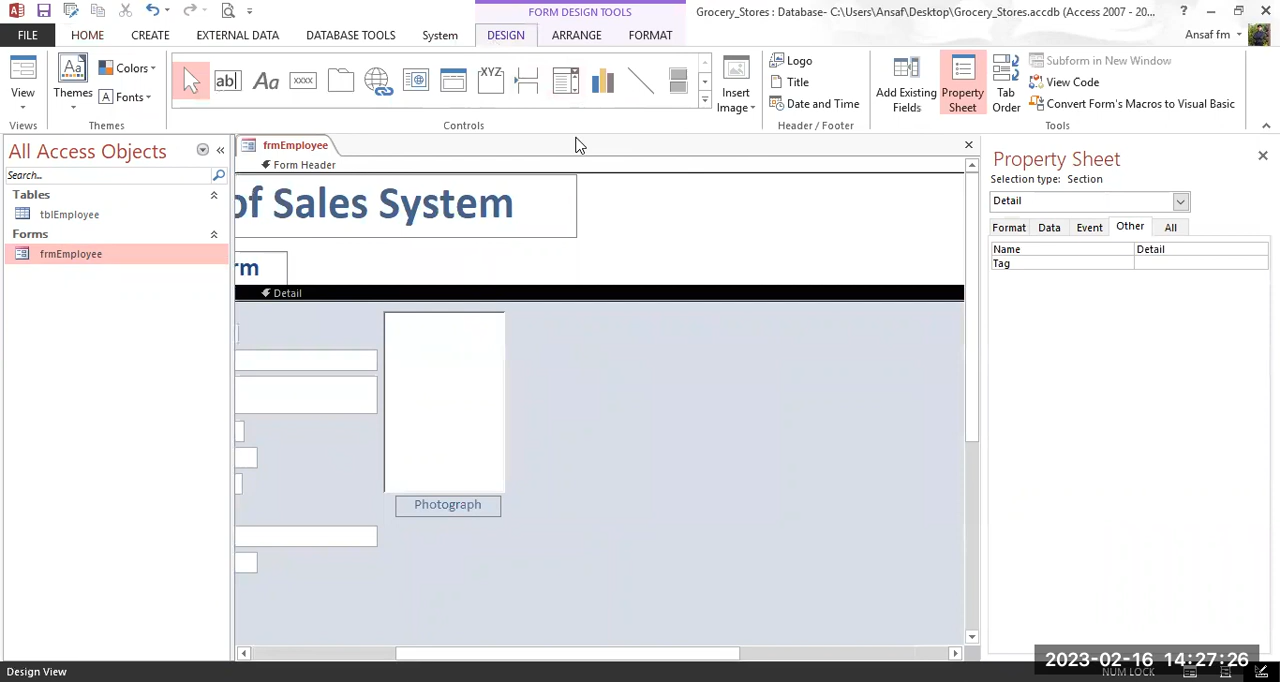 FORM DESIGN TOOLS
Grocery_Stores : Database- C:\Users\Ansaf\Desktop\Grocery_Stores.accdb (Access 2007 - 20...
?
FILE HOME CREATE EXTERNAL DATA DATABASE TOOLS System DESIGN ARRANGE FORMAT Ansaf fm
View
Themes
Colors
Fonts
ab|
Aa
xxxx
XYZ
Insert
Image
Logo
Title
Date and Time
Add Existing
Fields
Property
Sheet
Tab
Order
Subform in New Window
View Code
Convert Form's Macros to Visual Basic
Views Themes Controls Header / Footer Tools
All Access Objects
Search...
Tables
tblEmployee
Forms
frmEmployee
frmEmployee
Form Header
of Sales System
rm
Detail
Photograph
Property Sheet
Selection type: Section
Detail
Format Data Event Other All
Name Detail
Tag
Design View
NUM LOCK
2023-02-16 14:27:26